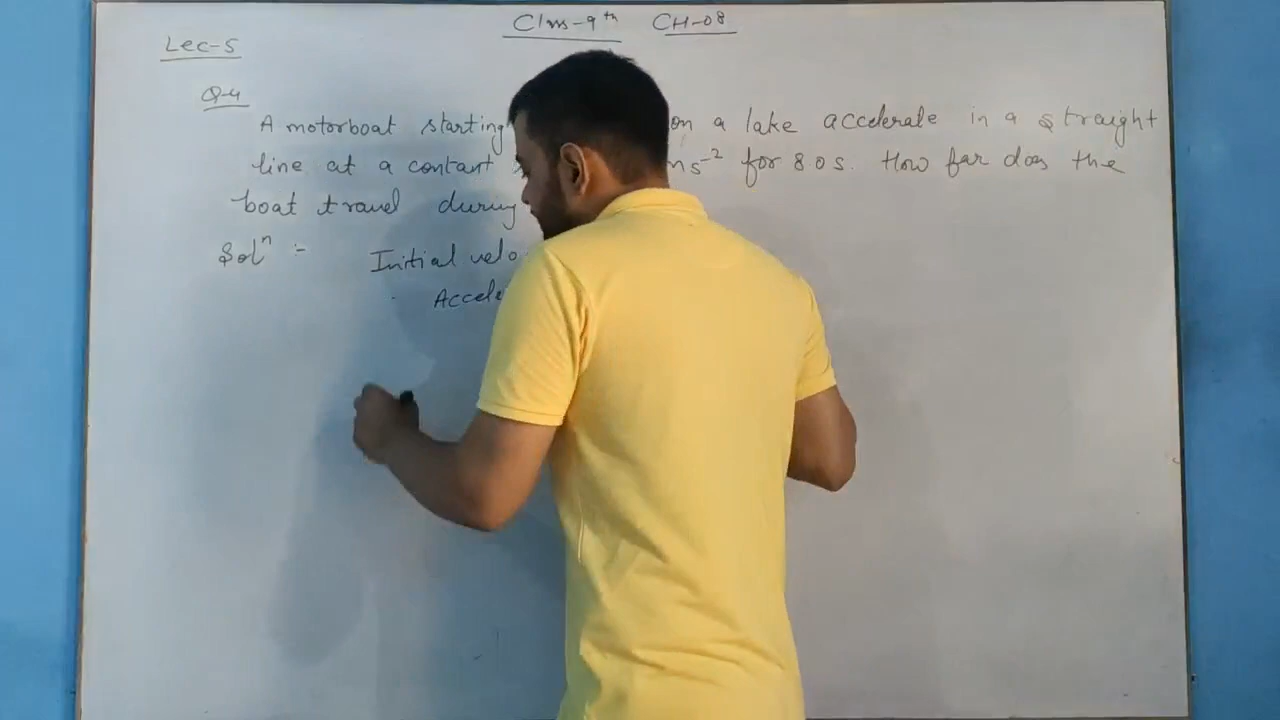 Class-9th CH-08
Lec-5
Q-4
A motorboat starting on a lake accelerate in a straight
line at a contant ms⁻² for 80s. How far does the
boat travel during
Solⁿ :-
Initial velo
Accele